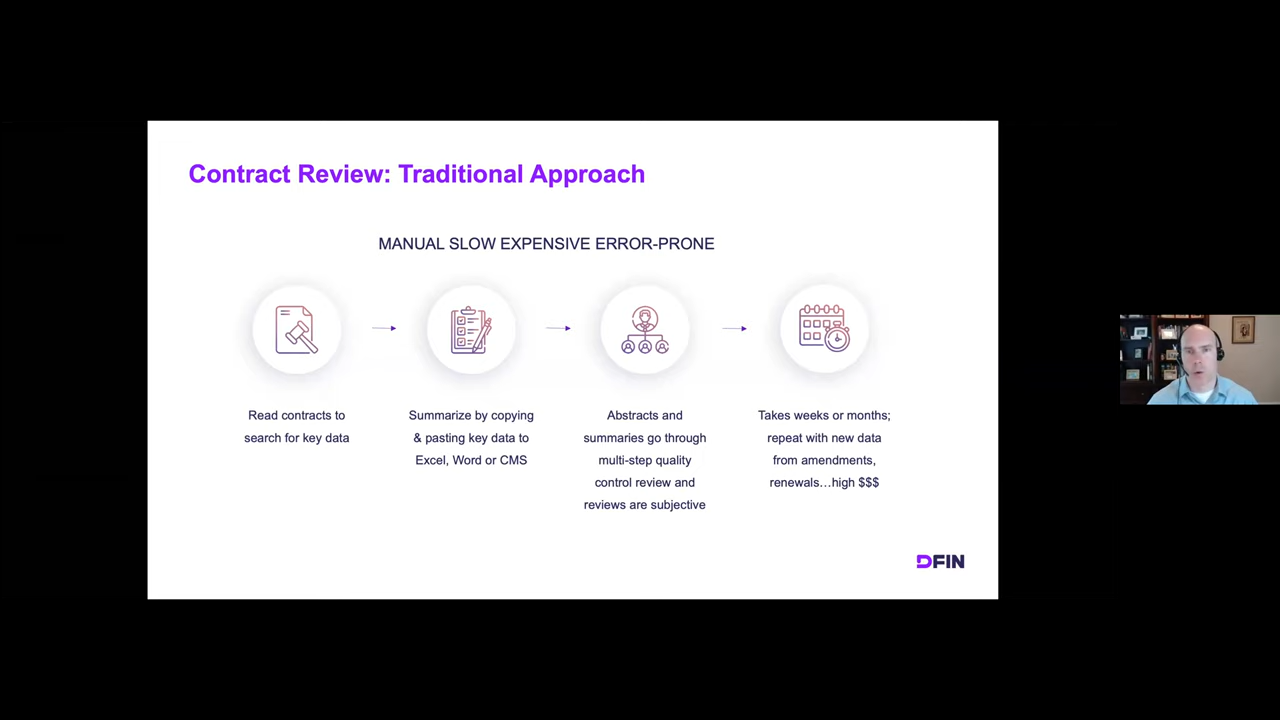 Contract Review: Traditional Approach
MANUAL SLOW EXPENSIVE ERROR-PRONE
Read contracts to
search for key data
Summarize by copying
& pasting key data to
Excel, Word or CMS
Abstracts and
summaries go through
multi-step quality
control review and
reviews are subjective
Takes weeks or months;
repeat with new data
from amendments,
renewals…high $$$
DFIN